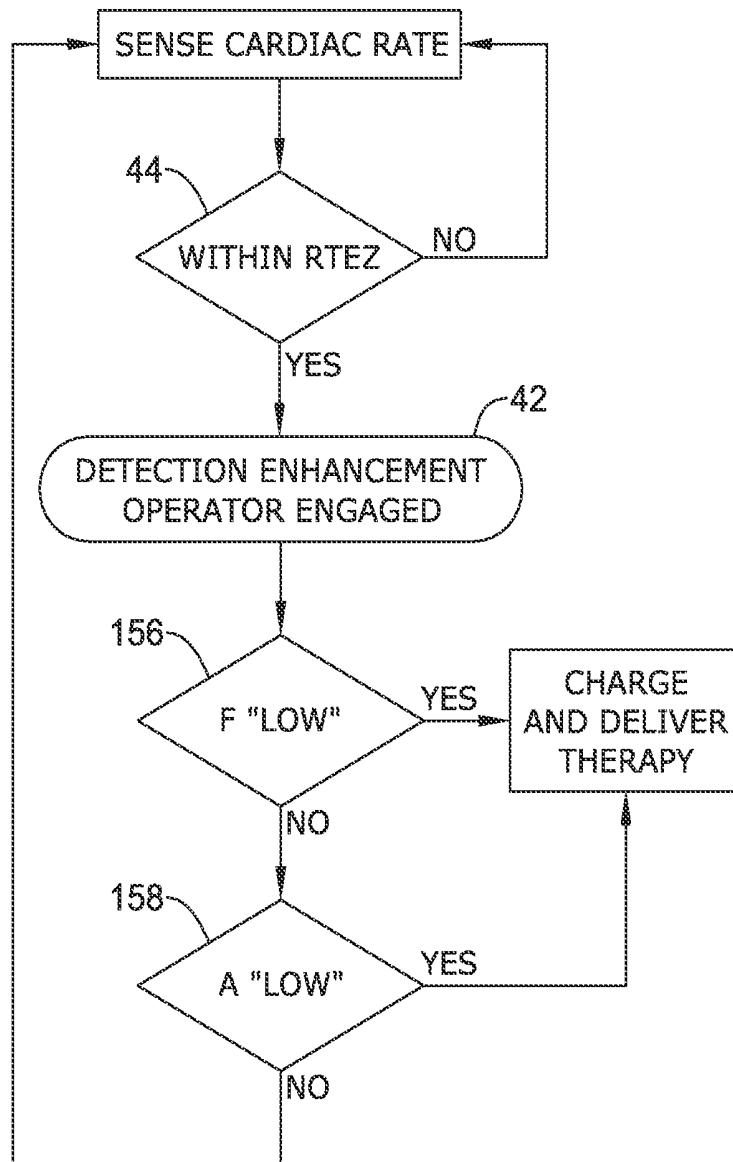 SENSE CARDIAC RATE
44
WITHIN RTEZ
NO
YES
42
DETECTION ENHANCEMENT
OPERATOR ENGAGED
156
F "LOW"
YES
CHARGE
AND DELIVER
THERAPY
NO
158
A "LOW"
YES
NO